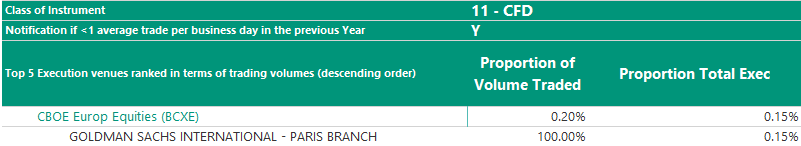 Class of Instrument 11 - CFD
Notification if <1 average trade per business day in the previous Year Y
Top 5 Execution venues ranked in terms of trading volumes (descending order) Proportion of Volume Traded Proportion Total Exec
CBOE Europ Equities (BCXE) 0.20% 0.15%
GOLDMAN SACHS INTERNATIONAL - PARIS BRANCH 100.00% 0.15%